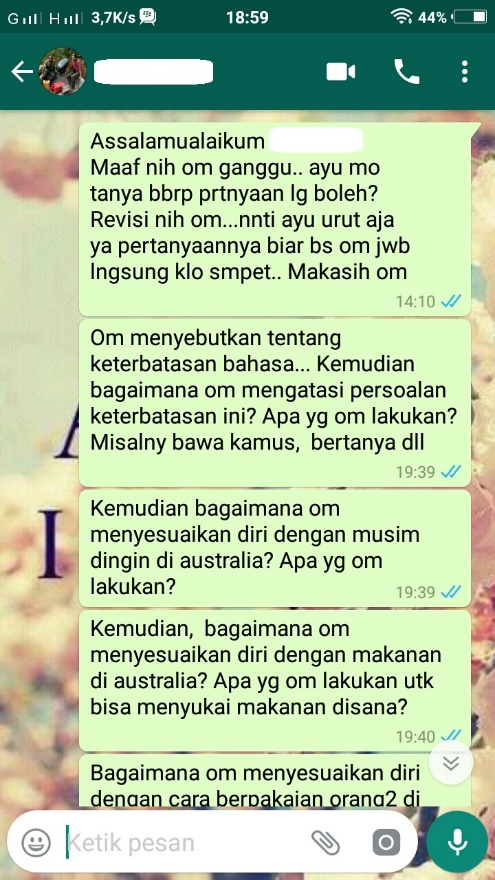 G H 3,7K/s 18:59 44%
Assalamualaikum
Maaf nih om ganggu.. ayu mo
tanya bbrp prtnyaan lg boleh?
Revisi nih om...nnti ayu urut aja
ya pertanyaannya biar bs om jwb
lngsung klo smpet.. Makasih om
14:10
Om menyebutkan tentang
keterbatasan bahasa... Kemudian
bagaimana om mengatasi persoalan
keterbatasan ini? Apa yg om lakukan?
Misalny bawa kamus, bertanya dll
19:39
Kemudian bagaimana om
menyesuaikan diri dengan musim
dingin di australia? Apa yg om
lakukan?
19:39
Kemudian, bagaimana om
menyesuaikan diri dengan makanan
di australia? Apa yg om lakukan utk
bisa menyukai makanan disana?
19:40
Bagaimana om menyesuaikan diri
dengan cara berpakaian orang2 di
Ketik pesan